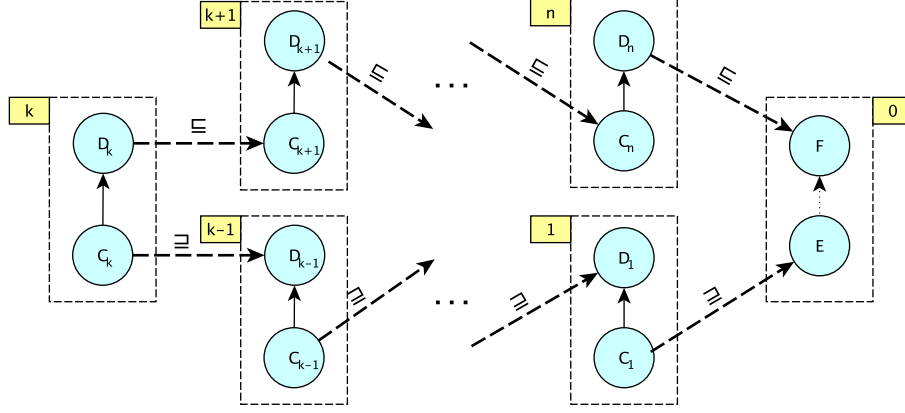 k+1
n
D_{k+1}
D_n
⊑
⊑
⊑
...
k
0
⊑
D_k
C_{k+1}
C_n
F
k-1
1
⊒
C_k
D_{k-1}
D_1
E
⊒
⊒
⊒
...
C_{k-1}
C_1